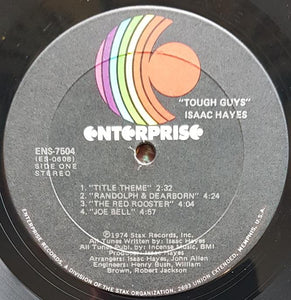 "TOUGH GUYS"
ISAAC HAYES
ENTERPRISE
ENS-7504
(ES-0608)
SIDE ONE
STEREO
1 "TITLE THEME" 2:32
2 "RANDOLPH & DEARBORN" 4:24
3 "THE RED ROOSTER" 4:04
4 "JOE BELL" 4:57
℗1974 Stax Records, Inc.
All Tunes Written by: Isaac Hayes
All Tunes Publ. by: Incense Music, BMI
Arrangers: Isaac Hayes, John Allen
Engineers: Henry Bush, William
Brown, Robert Jackson
ENTERPRISE, A DIVISION OF THE STAX ORGANIZATION, 2693 UNION EXTENDED, MEMPHIS, U.S.A.